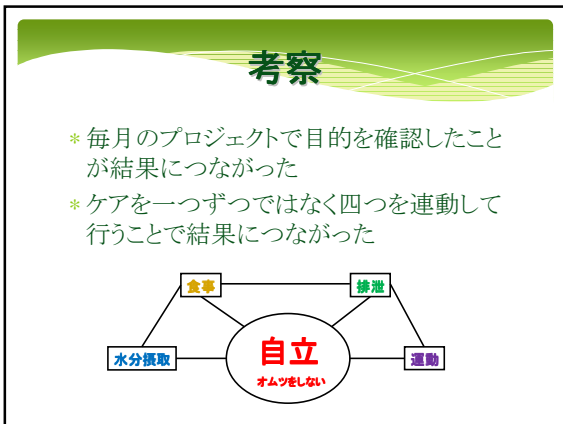 考察
* 毎月のプロジェクトで目的を確認したこと
が結果につながった
* ケアを一つずつではなく四つを連動して
行うことで結果につながった
食事
排泄
水分摂取
自立
オムツをしない
運動